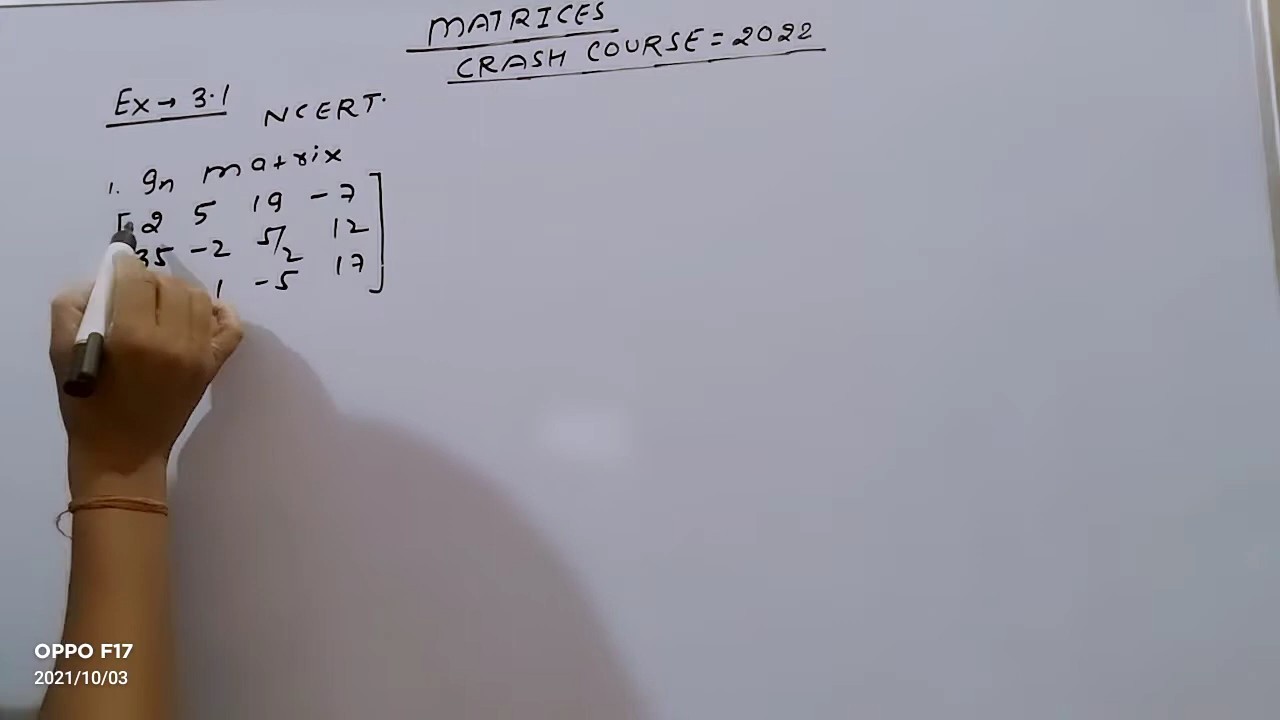 MATRICES
CRASH COURSE = 2022
Ex → 3.1 NCERT.
1. In matrix
[ 2 5 19 -7 ]
35 -2 5/2 12
1 -5 17
OPPO F17
2021/10/03